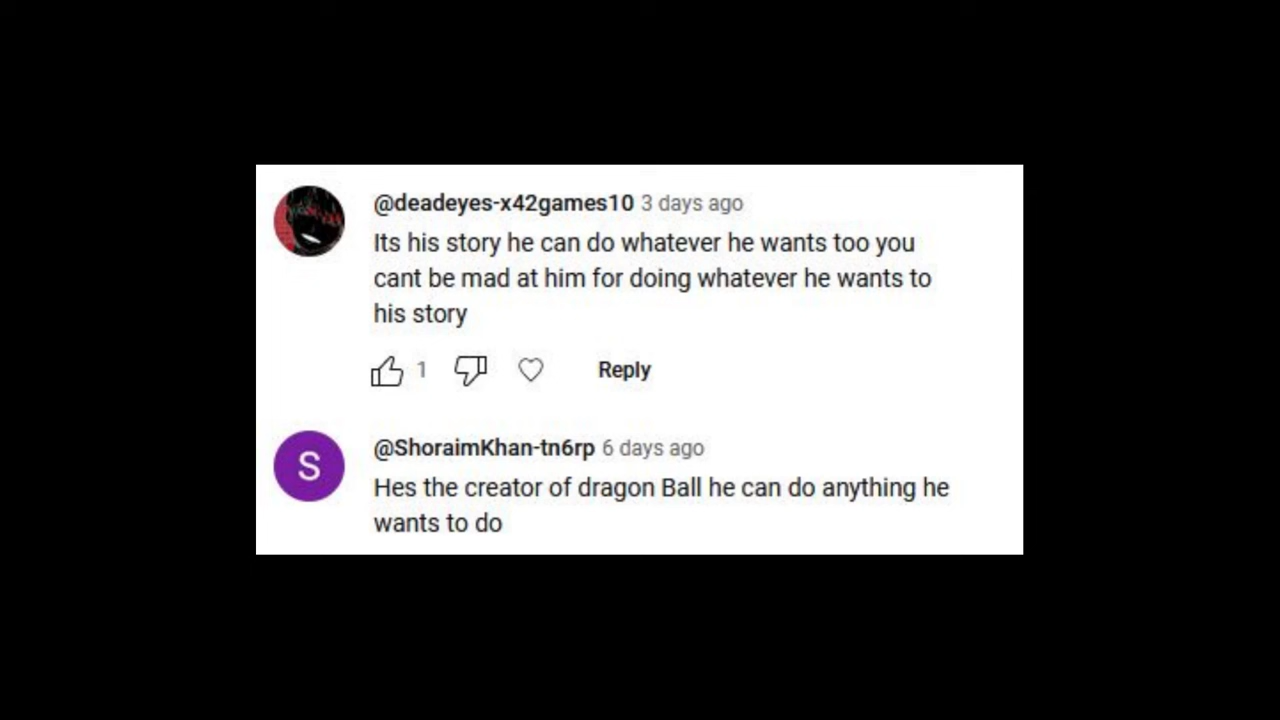 @deadeyes-x42games10 3 days ago
Its his story he can do whatever he wants too you
cant be mad at him for doing whatever he wants to
his story
1 Reply
S
@ShoraimKhan-tn6rp 6 days ago
Hes the creator of dragon Ball he can do anything he
wants to do